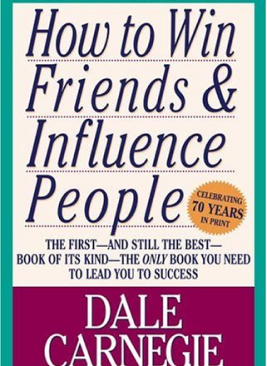 How to Win
Friends &
Influence
People
CELEBRATING
70 YEARS
IN PRINT
THE FIRST—AND STILL THE BEST—
BOOK OF ITS KIND—THE ONLY BOOK YOU NEED
TO LEAD YOU TO SUCCESS
DALE
CARNEGIE